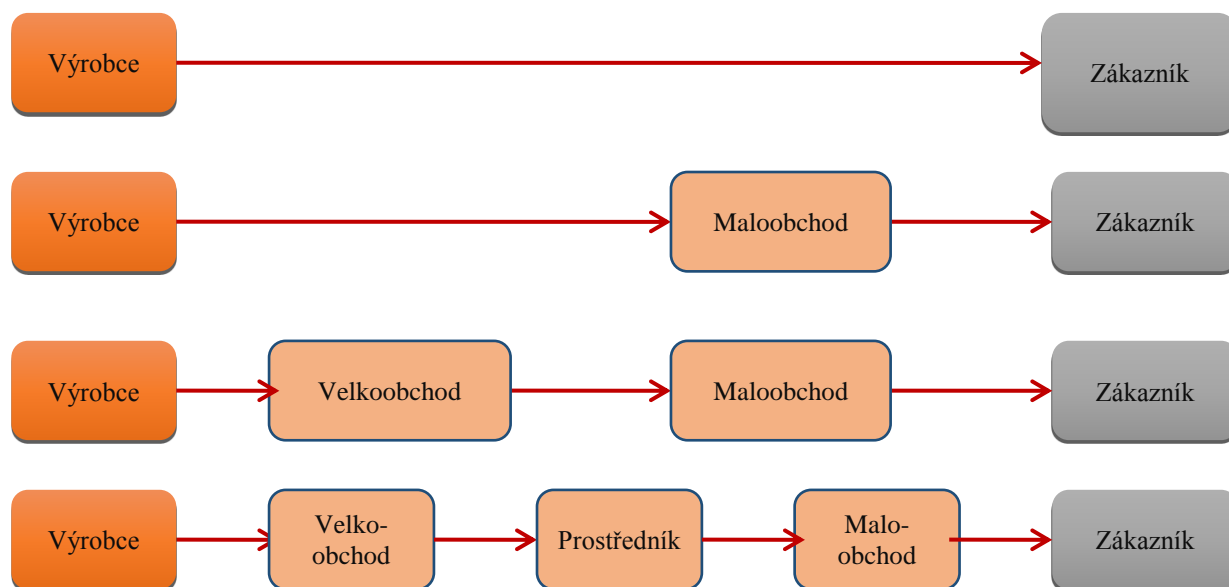 Výrobce
Zákazník
Výrobce
Maloobchod
Zákazník
Výrobce
Velkoobchod
Maloobchod
Zákazník
Výrobce
Velko-
obchod
Prostředník
Malo-
obchod
Zákazník